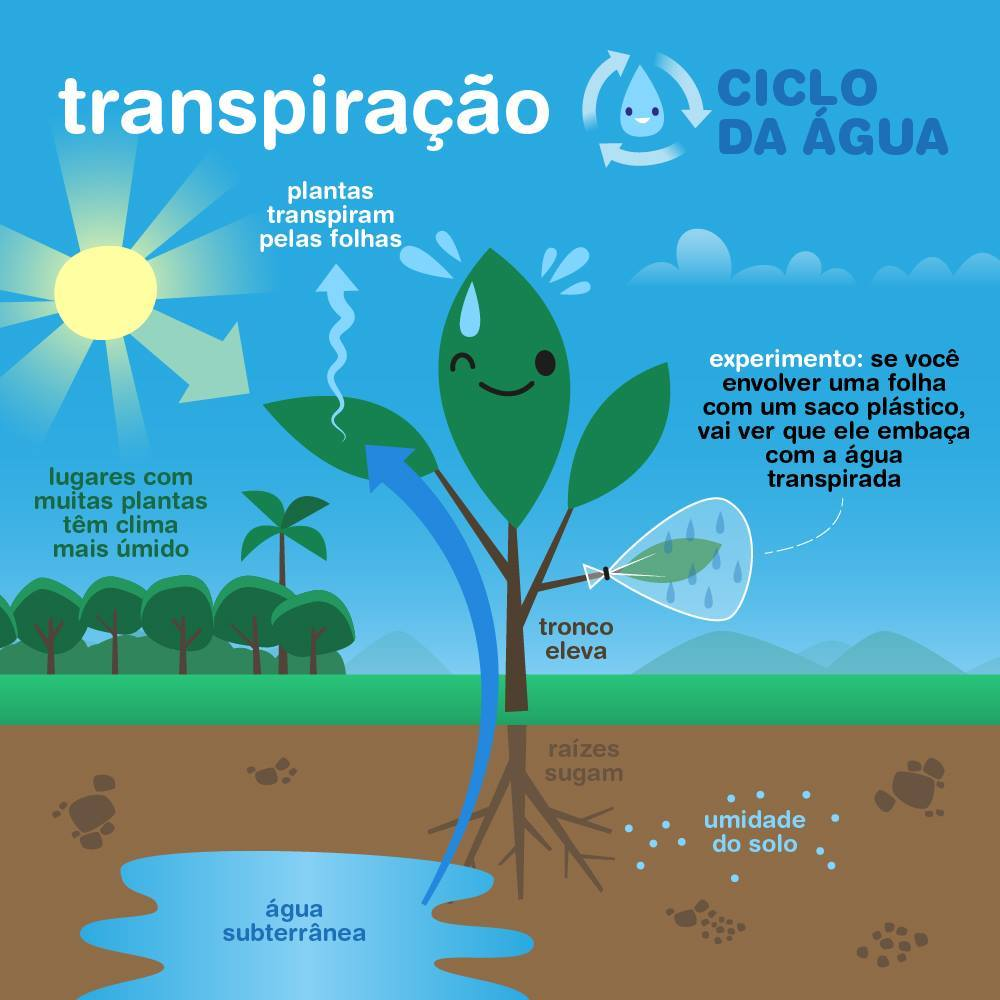 transpiração
CICLO
DA ÁGUA
plantas
transpiram
pelas folhas
experimento: se você
envolver uma folha
com um saco plástico,
vai ver que ele embaça
com a água
transpirada
lugares com
muitas plantas
têm clima
mais úmido
tronco
eleva
raízes
sugam
umidade
do solo
água
subterrânea